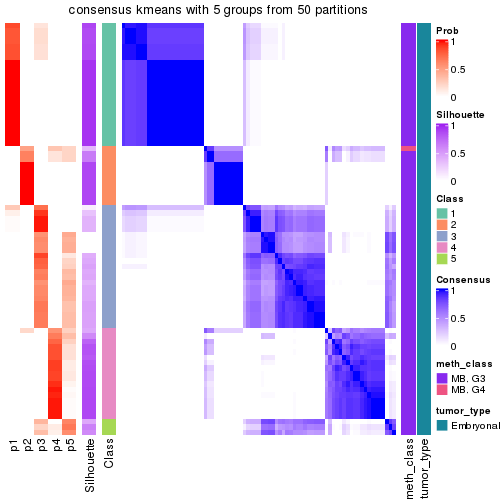 consensus kmeans with 5 groups from 50 partitions
Prob
1
0.5
0
Silhouette
1
0.5
0
Class
1
2
3
4
5
Consensus
1
0.5
0
meth_class
MB, G3
MB, G4
tumor_type
Embryonal
p1
p2
p3
p4
p5
Silhouette
Class
meth_class
tumor_type